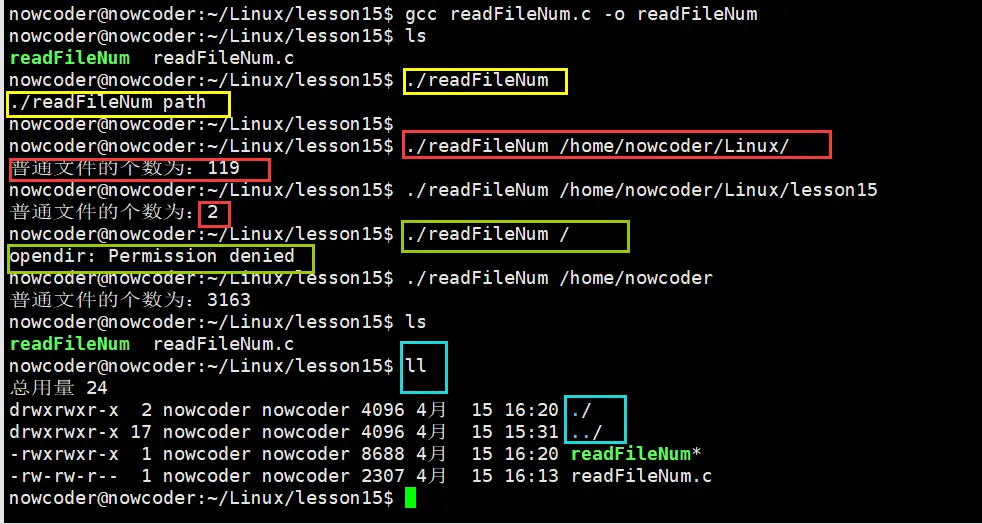 nowcoder@nowcoder:~/Linux/lesson15$ gcc readFileNum.c -o readFileNum
nowcoder@nowcoder:~/Linux/lesson15$ ls
readFileNum  readFileNum.c
nowcoder@nowcoder:~/Linux/lesson15$ ./readFileNum
./readFileNum path
nowcoder@nowcoder:~/Linux/lesson15$
nowcoder@nowcoder:~/Linux/lesson15$ ./readFileNum /home/nowcoder/Linux/
普通文件的个数为：119
nowcoder@nowcoder:~/Linux/lesson15$ ./readFileNum /home/nowcoder/Linux/lesson15
普通文件的个数为：2
nowcoder@nowcoder:~/Linux/lesson15$ ./readFileNum /
opendir: Permission denied
nowcoder@nowcoder:~/Linux/lesson15$ ./readFileNum /home/nowcoder
普通文件的个数为：3163
nowcoder@nowcoder:~/Linux/lesson15$ ls
readFileNum  readFileNum.c
nowcoder@nowcoder:~/Linux/lesson15$ ll
总用量 24
drwxrwxr-x  2 nowcoder nowcoder 4096 4月  15 16:20 ./
drwxrwxr-x 17 nowcoder nowcoder 4096 4月  15 15:31 ../
-rwxrwxr-x  1 nowcoder nowcoder 8688 4月  15 16:20 readFileNum*
-rw-rw-r--  1 nowcoder nowcoder 2307 4月  15 16:13 readFileNum.c
nowcoder@nowcoder:~/Linux/lesson15$